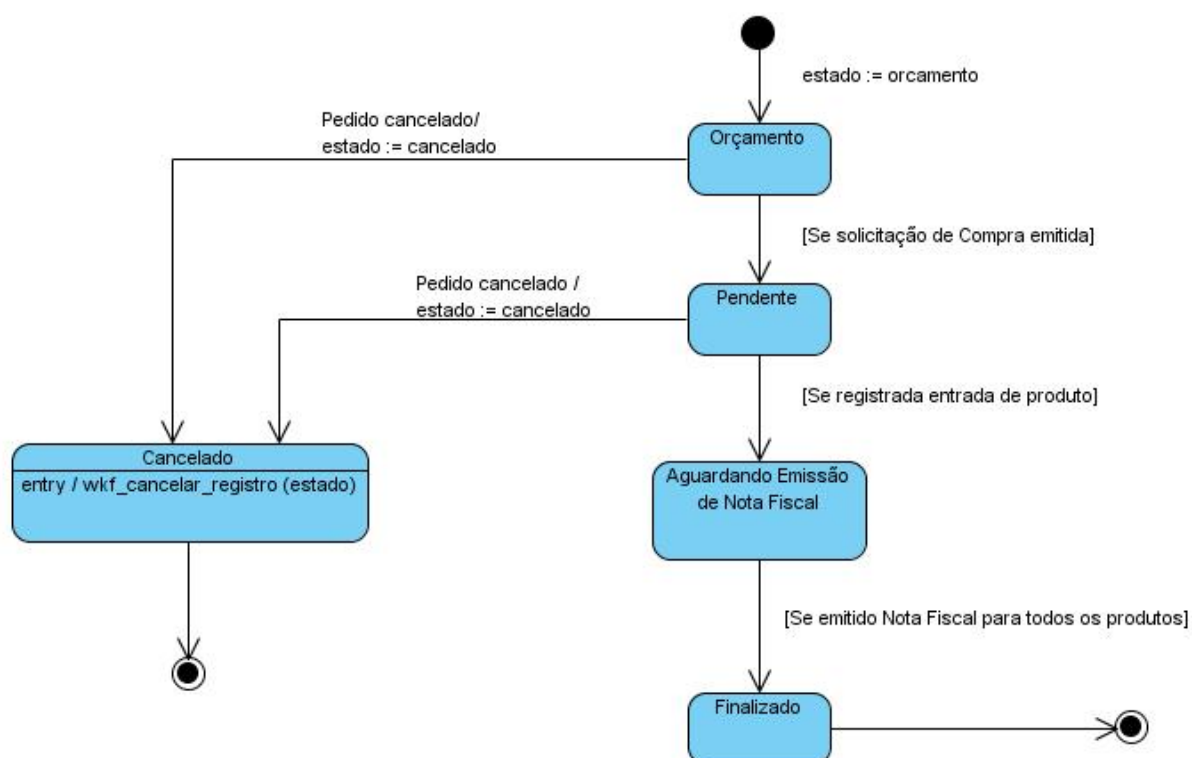 estado := orcamento
Pedido cancelado/
estado := cancelado
Orçamento
[Se solicitação de Compra emitida]
Pedido cancelado /
estado := cancelado
Pendente
[Se registrada entrada de produto]
Cancelado
entry / wkf_cancelar_registro (estado)
Aguardando Emissão
de Nota Fiscal
[Se emitido Nota Fiscal para todos os produtos]
Finalizado